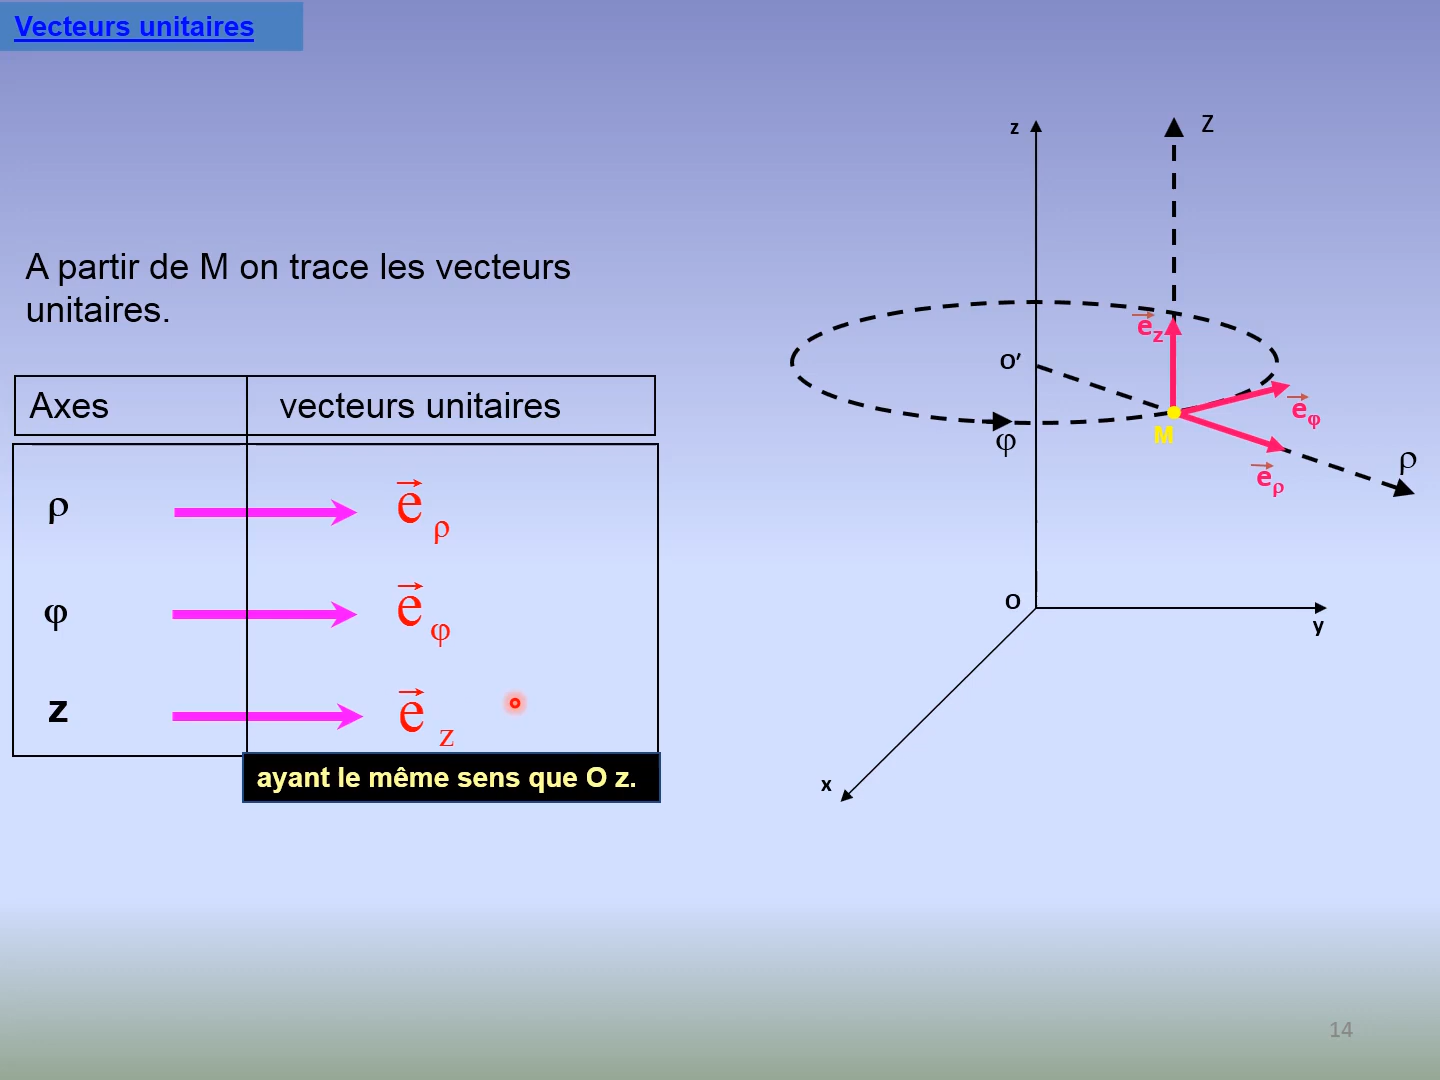 Vecteurs unitaires
A partir de M on trace les vecteurs
unitaires.
Axes vecteurs unitaires
ρ e⃗ρ
φ e⃗φ
z e⃗z
ayant le même sens que O z.
z
Z
e⃗z
O’
e⃗φ
M
φ
ρ
e⃗ρ
O
y
x
14